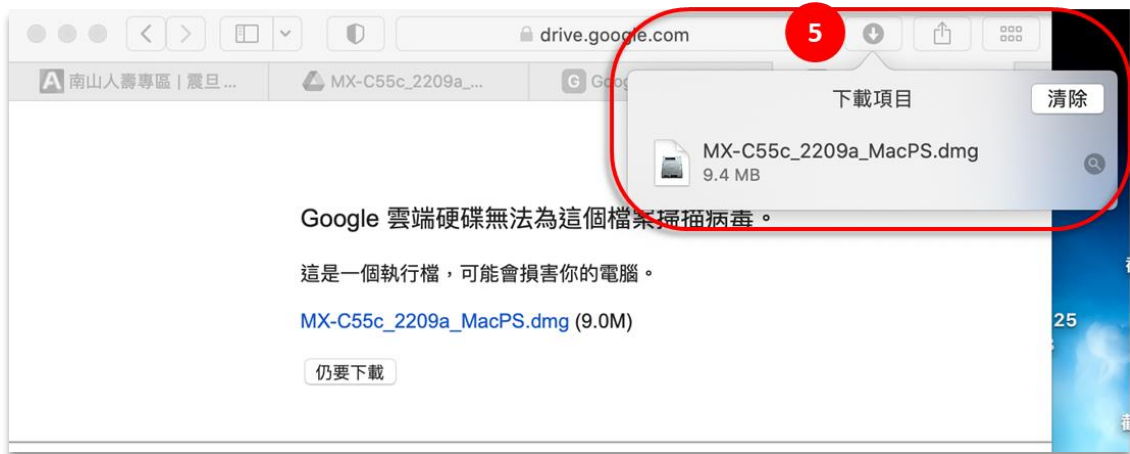 drive.google.com
5
南山人壽專區 | 震旦...
MX-C55c_2209a_...
G
下載項目
清除
MX-C55c_2209a_MacPS.dmg
9.4 MB
Google 雲端硬碟無法為這個檔案掃描病毒。
這是一個執行檔，可能會損害你的電腦。
MX-C55c_2209a_MacPS.dmg (9.0M)
仍要下載
25